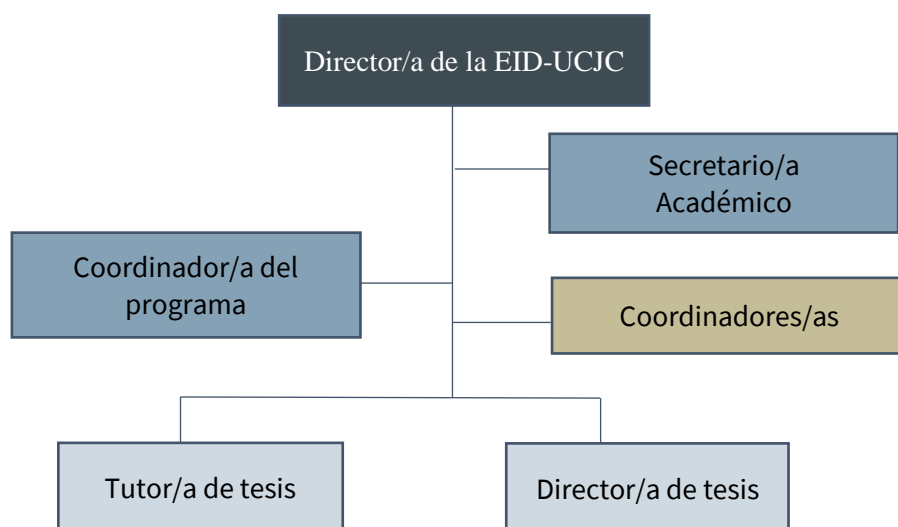 Director/a de la EID-UCJC
Secretario/a
Académico
Coordinador/a del
programa
Coordinadores/as
Tutor/a de tesis
Director/a de tesis